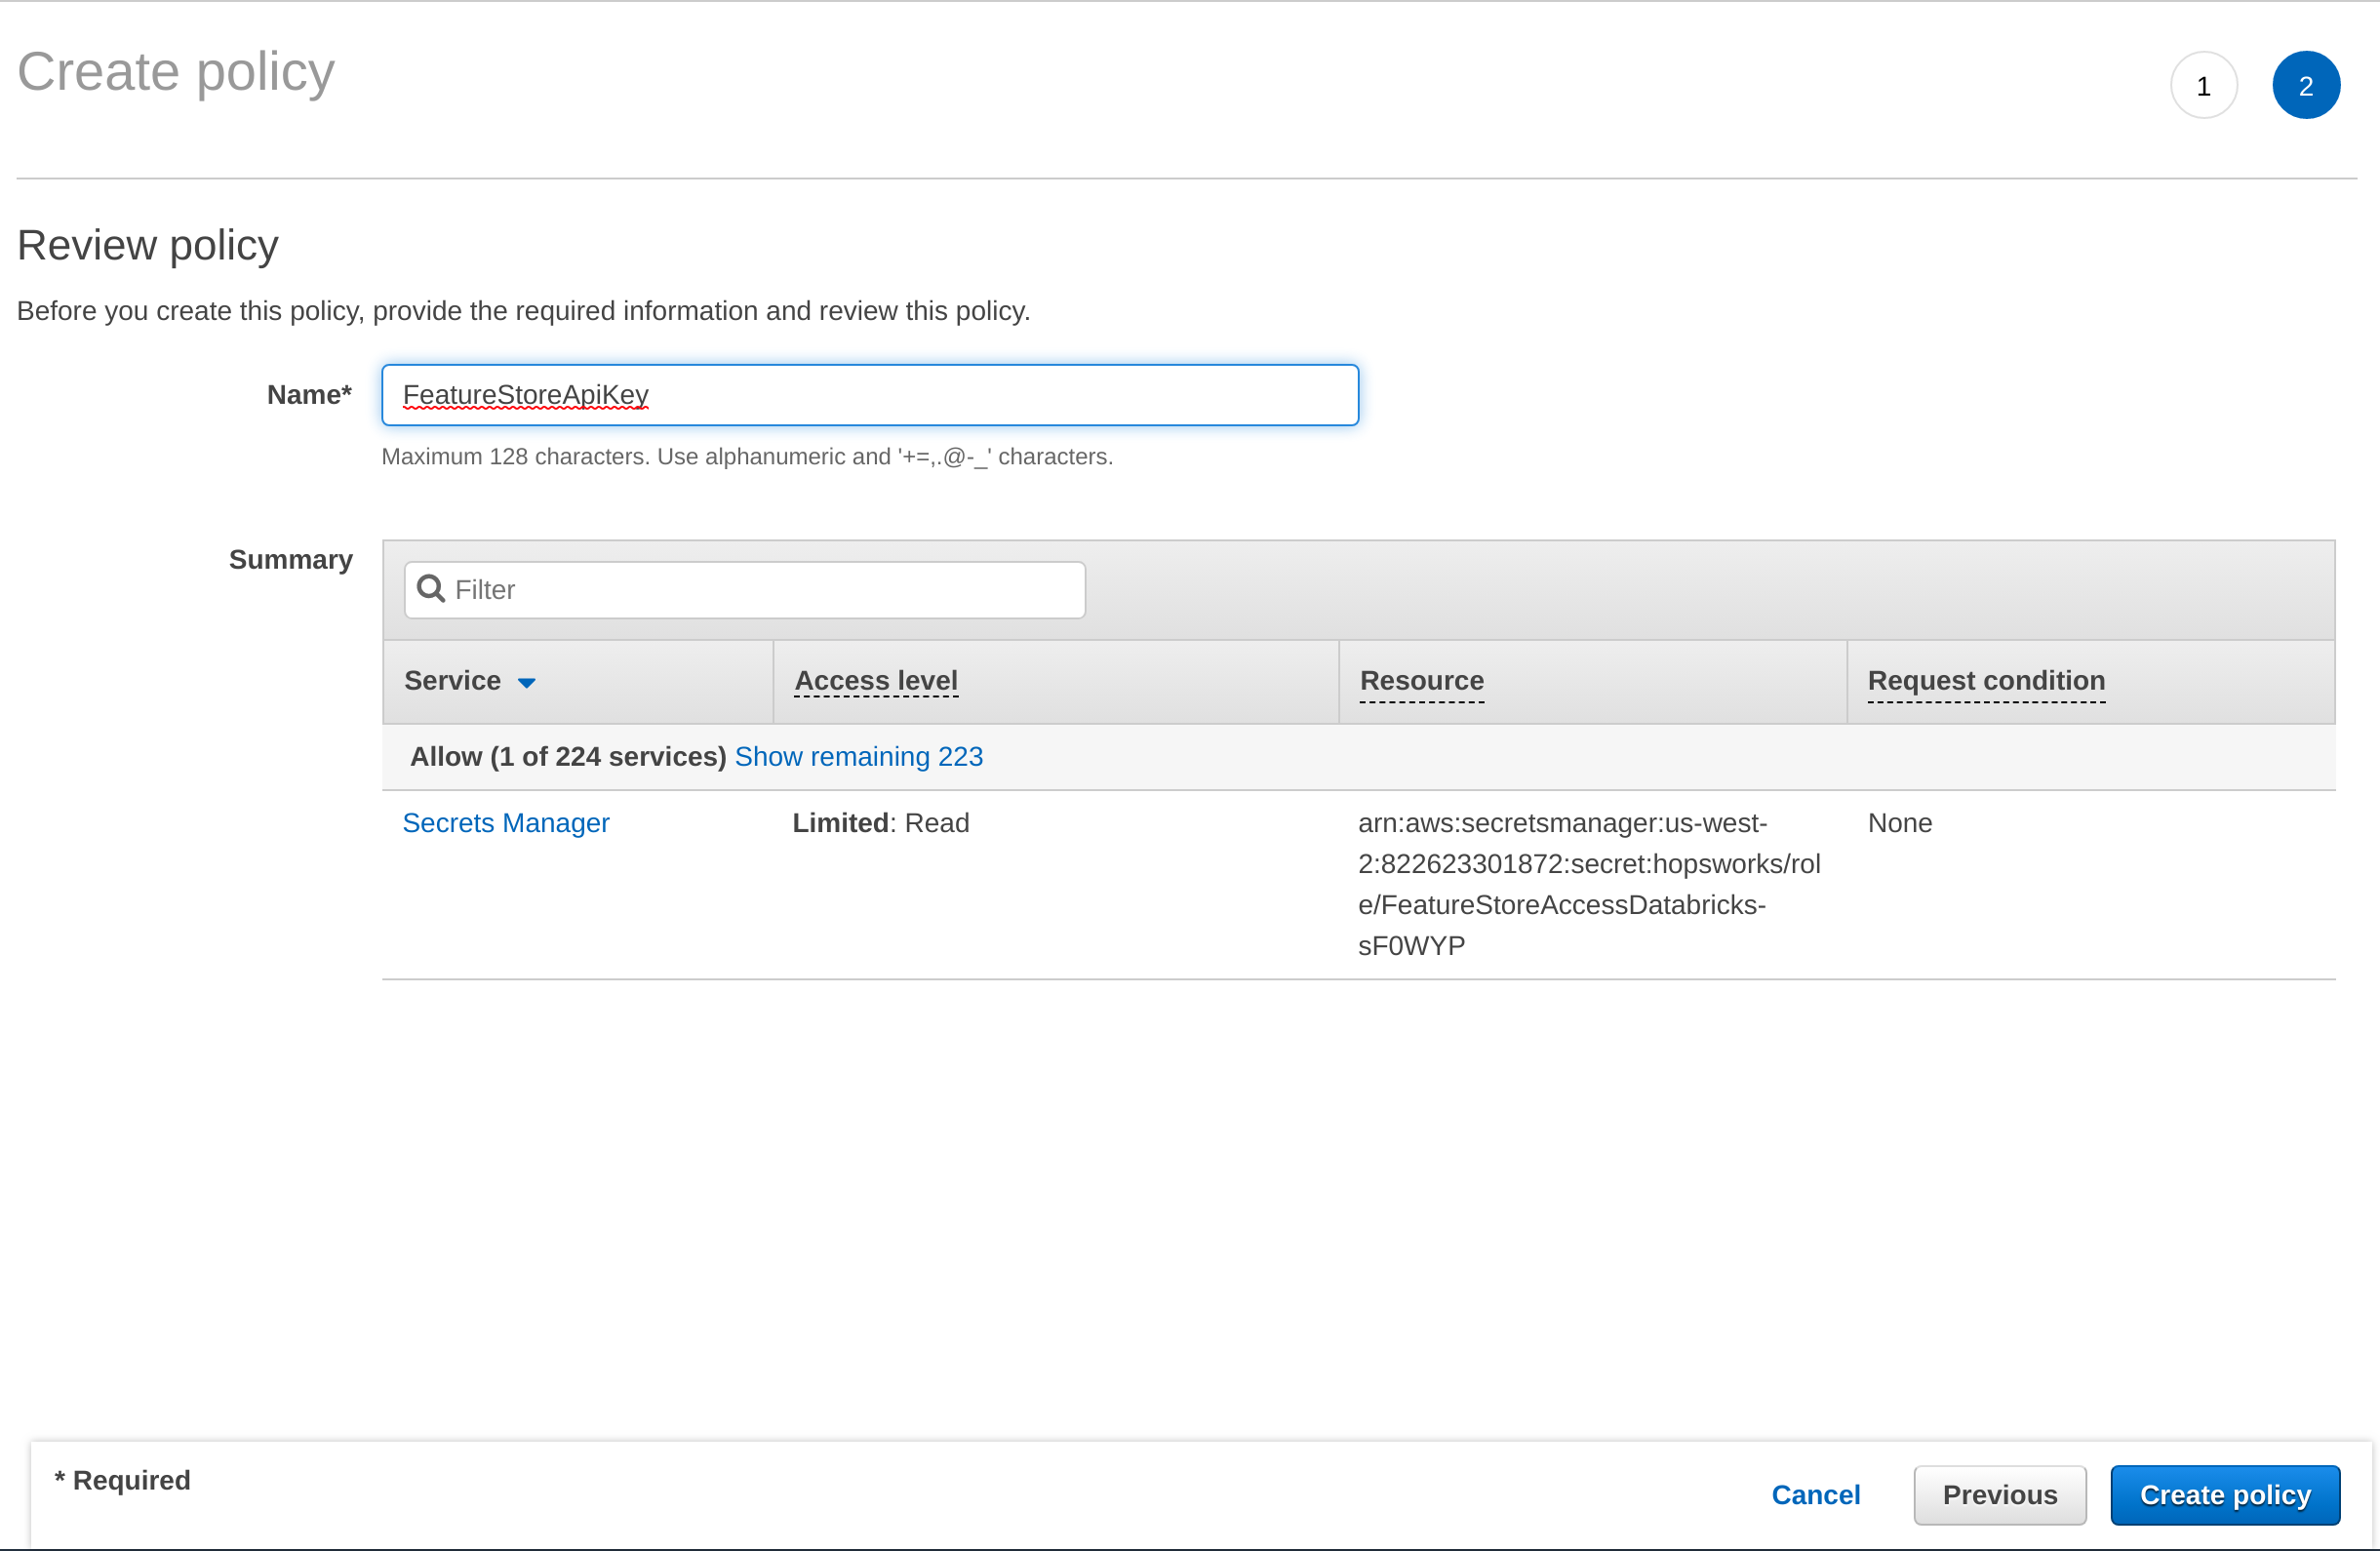 Create policy
1
2
Review policy
Before you create this policy, provide the required information and review this policy.
Name*
FeatureStoreApiKey
Maximum 128 characters. Use alphanumeric and '+=,.@-_' characters.
Summary
Filter
Service
Access level
Resource
Request condition
Allow (1 of 224 services) Show remaining 223
Secrets Manager
Limited: Read
arn:aws:secretsmanager:us-west-
2:822623301872:secret:hopsworks/rol
e/FeatureStoreAccessDatabricks-
sF0WYP
None
* Required
Cancel
Previous
Create policy